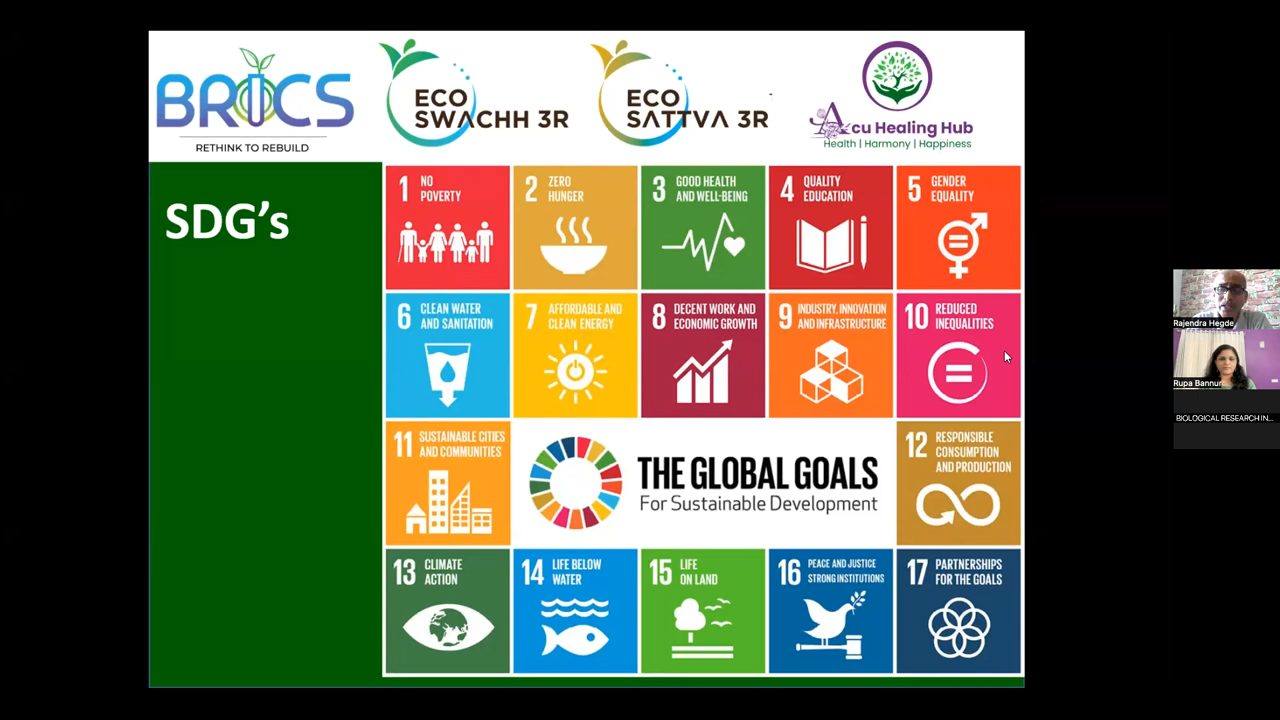 BRICS
RETHINK TO REBUILD
ECO
SWACHH 3R
ECO
SATTVA 3R
Acu Healing Hub
Health | Harmony | Happiness
SDG's
1 NO
POVERTY
2 ZERO
HUNGER
3 GOOD HEALTH
AND WELL-BEING
4 QUALITY
EDUCATION
5 GENDER
EQUALITY
6 CLEAN WATER
AND SANITATION
7 AFFORDABLE AND
CLEAN ENERGY
8 DECENT WORK AND
ECONOMIC GROWTH
9 INDUSTRY, INNOVATION
AND INFRASTRUCTURE
10 REDUCED
INEQUALITIES
11 SUSTAINABLE CITIES
AND COMMUNITIES
THE GLOBAL GOALS
For Sustainable Development
12 RESPONSIBLE
CONSUMPTION
AND PRODUCTION
13 CLIMATE
ACTION
14 LIFE BELOW
WATER
15 LIFE
ON LAND
16 PEACE AND JUSTICE
STRONG INSTITUTIONS
17 PARTNERSHIPS
FOR THE GOALS
Rajendra Hegde
Rupa Bannur
BIOLOGICAL RESEARCH IN...